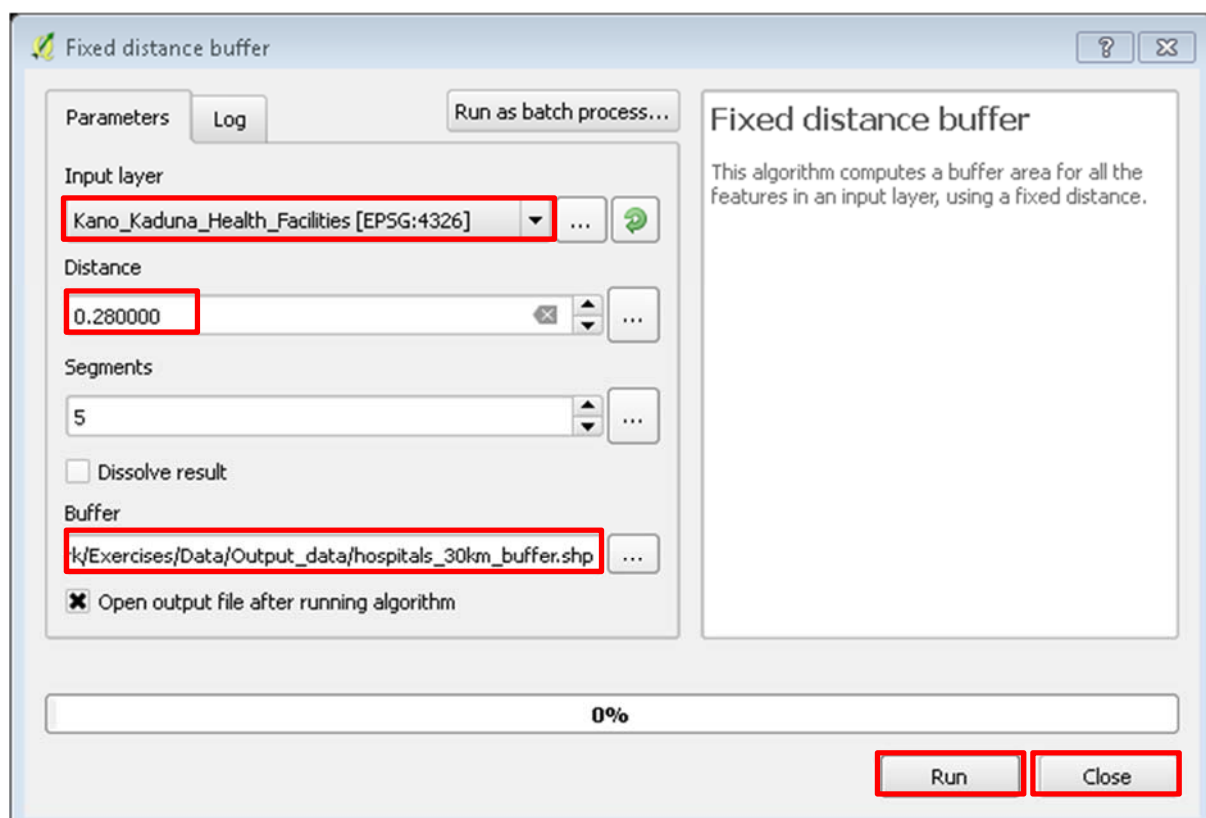 Fixed distance buffer
Parameters
Log
Run as batch process...
Input layer
Kano_Kaduna_Health_Facilities [EPSG:4326]
...
Distance
0.280000
...
Segments
5
...
Dissolve result
Buffer
k/Exercises/Data/Output_data/hospitals_30km_buffer.shp
...
Open output file after running algorithm
Fixed distance buffer
This algorithm computes a buffer area for all the
features in an input layer, using a fixed distance.
0%
Run
Close